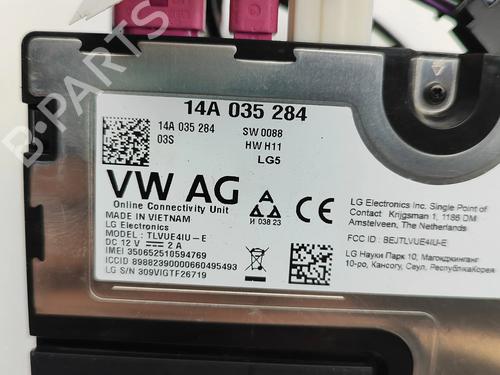 B-PARTS
14A 035 284
14A 035 284
03S
SW 0088
HW H11
LG5
VW AG
Online Connectivity Unit
MADE IN VIETNAM
LG Electronics
MODEL : TLVUE4IU-E
DC 12 V 2 A
IMEI 350652510594769
ICCID 89882390000660495493
LG S/N 309VIGTF26719
A
И 038 23
CE
LG Electronics Inc. Single Point of
Contact Krijgsman 1, 1186 DM
Amstelveen, The Netherlands
FCC ID : BEJTLVUE4IU-E
LG Науки Парк 10, Магокджинганг
10-ро, Кангсогу, Сеул, РеспубликаКорея